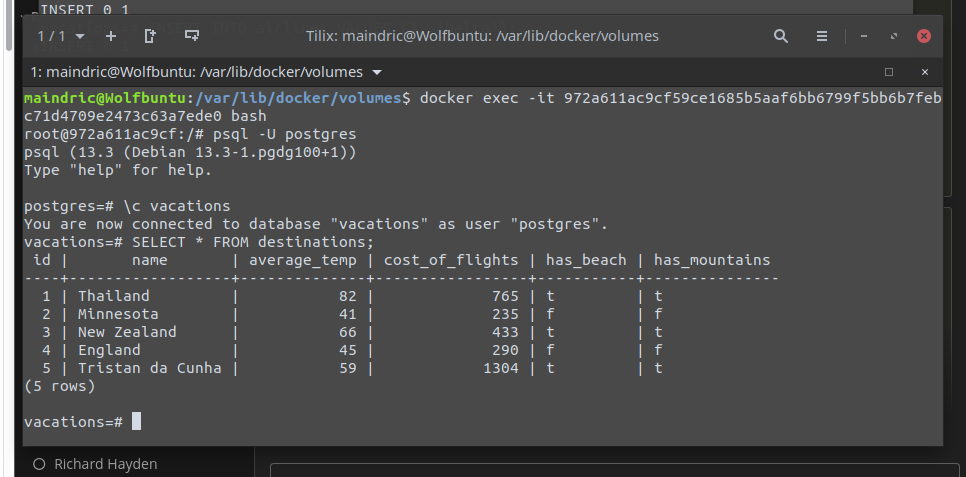 INSERT 0 1
1 / 1
Tilix: maindric@Wolfbuntu: /var/lib/docker/volumes
1: maindric@Wolfbuntu: /var/lib/docker/volumes
maindric@Wolfbuntu:/var/lib/docker/volumes$ docker exec -it 972a611ac9cf59ce1685b5aaf6bb6799f5bb6b7feb
c71d4709e2473c63a7ede0 bash
root@972a611ac9cf:/# psql -U postgres
psql (13.3 (Debian 13.3-1.pgdg100+1))
Type "help" for help.
postgres=# \c vacations
You are now connected to database "vacations" as user "postgres".
vacations=# SELECT * FROM destinations;
 id |       name        | average_temp | cost_of_flights | has_beach | has_mountains
----+-------------------+--------------+-----------------+-----------+---------------
  1 | Thailand          |           82 |             765 | t         | t
  2 | Minnesota         |           41 |             235 | f         | f
  3 | New Zealand       |           66 |             433 | t         | t
  4 | England           |           45 |             290 | f         | f
  5 | Tristan da Cunha  |           59 |            1304 | t         | t
(5 rows)
vacations=#
Richard Hayden